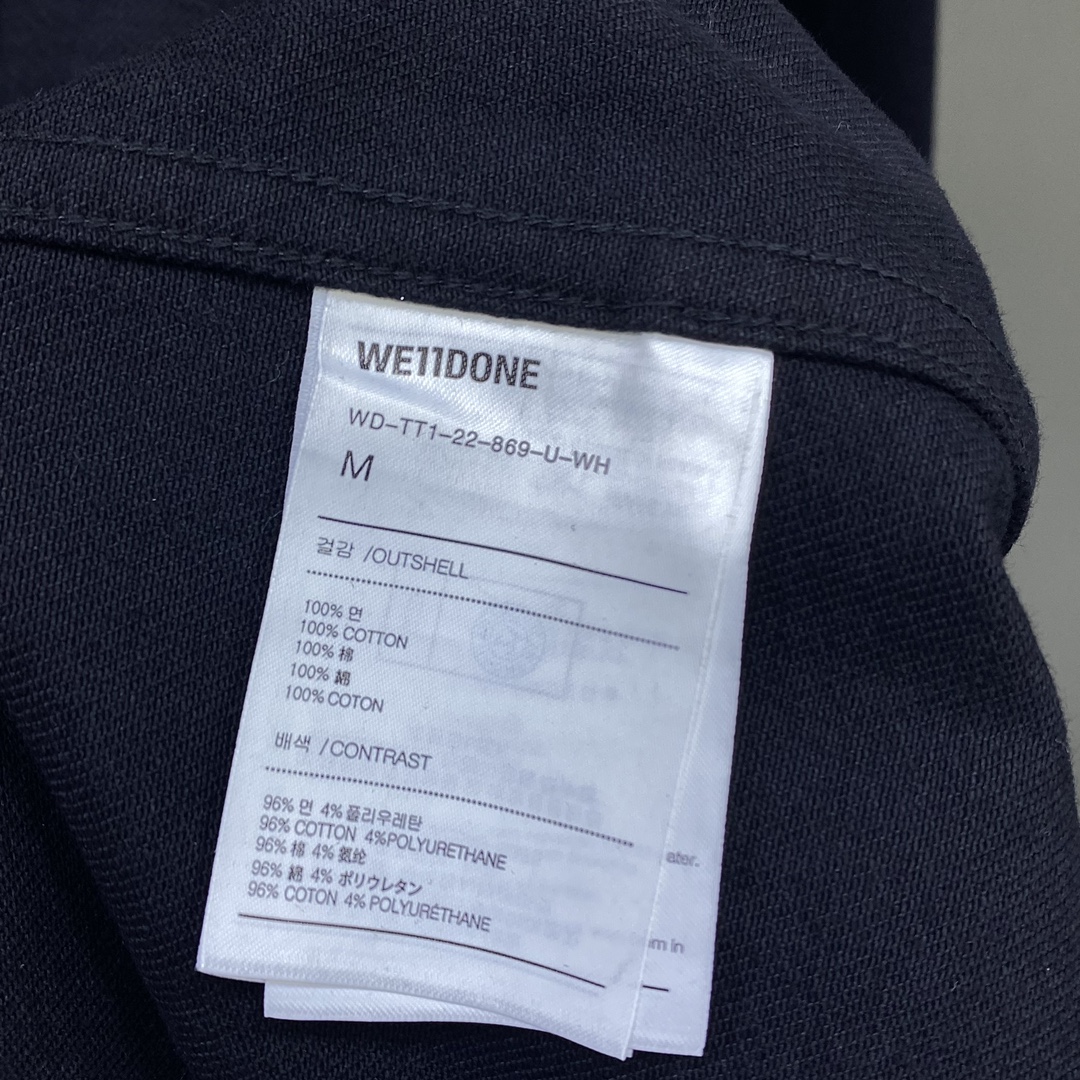 WE11DONE
WD-TT1-22-869-U-WH
M
겉감 /OUTSHELL
100% 면
100% COTTON
100% 棉
100% 綿
100% COTON
배색 /CONTRAST
96% 면 4% 폴리우레탄
96% COTTON 4%POLYURETHANE
96% 棉 4% 氨纶
96% 綿 4% ポリウレタン
96% COTON 4% POLYURÉTHANE
ater.
m in